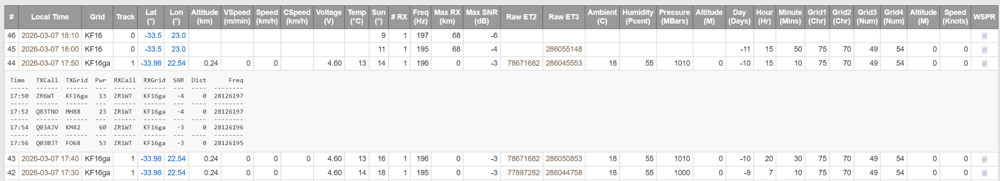 # Local Time Grid Track Lat (°) Lon (°) Altitude (km) VSpeed (m/min) Speed (km/h) CSpeed (km/h) Voltage (V) Temp (°C) Sun (°) # RX Freq (Hz) Max RX (km) Max SNR (dB) Raw ET2 Raw ET3 Ambient (C) Humidity (Pcent) Pressure (MBars) Altitude (M) Day (Days) Hour (Hr) Minute (Mins) Grid1 (Chr) Grid2 (Chr) Grid3 (Num) Grid4 (Num) Altitude (M) Speed (Knots) WSPR
46 2026-03-07 18:10 KF16 0 -33.5 23.0 9 1 197 68 -6
45 2026-03-07 18:00 KF16 0 -33.5 23.0 11 1 195 68 -4 286055148 -11 15 50 75 70 49 54 0 0
44 2026-03-07 17:50 KF16ga 1 -33.98 22.54 0.24 0 0 4.60 13 14 1 196 0 -3 78671682 286045553 18 55 1010 0 -10 15 10 75 70 49 54 0 0
Time TXCall TXGrid Pwr RXCall RXGrid SNR Dist Freq
----- ------ ------ --- ------ ------ --- ---- --------
17:50 ZR6WT KF16ga 13 ZR1WT KF16ga -4 0 28126197
----- ------ ------ --- ------ ------ --- ---- --------
17:52 Q83TNO MH88 23 ZR1WT KF16ga -4 0 28126197
----- ------ ------ --- ------ ------ --- ---- --------
17:54 Q03AJV KM42 60 ZR1WT KF16ga -3 0 28126196
----- ------ ------ --- ------ ------ --- ---- --------
17:56 Q03BJT FO68 53 ZR1WT KF16ga -3 0 28126195
43 2026-03-07 17:40 KF16ga 1 -33.98 22.54 0.24 0 0 0 4.60 13 16 1 196 0 -3 78671682 286050853 18 55 1010 0 -10 20 30 75 70 49 54 0 0
42 2026-03-07 17:30 KF16ga 1 -33.98 22.54 0.24 0 0 4.60 14 18 1 195 0 -3 77897282 286044758 18 55 1000 0 -9 7 10 75 70 49 54 0 0